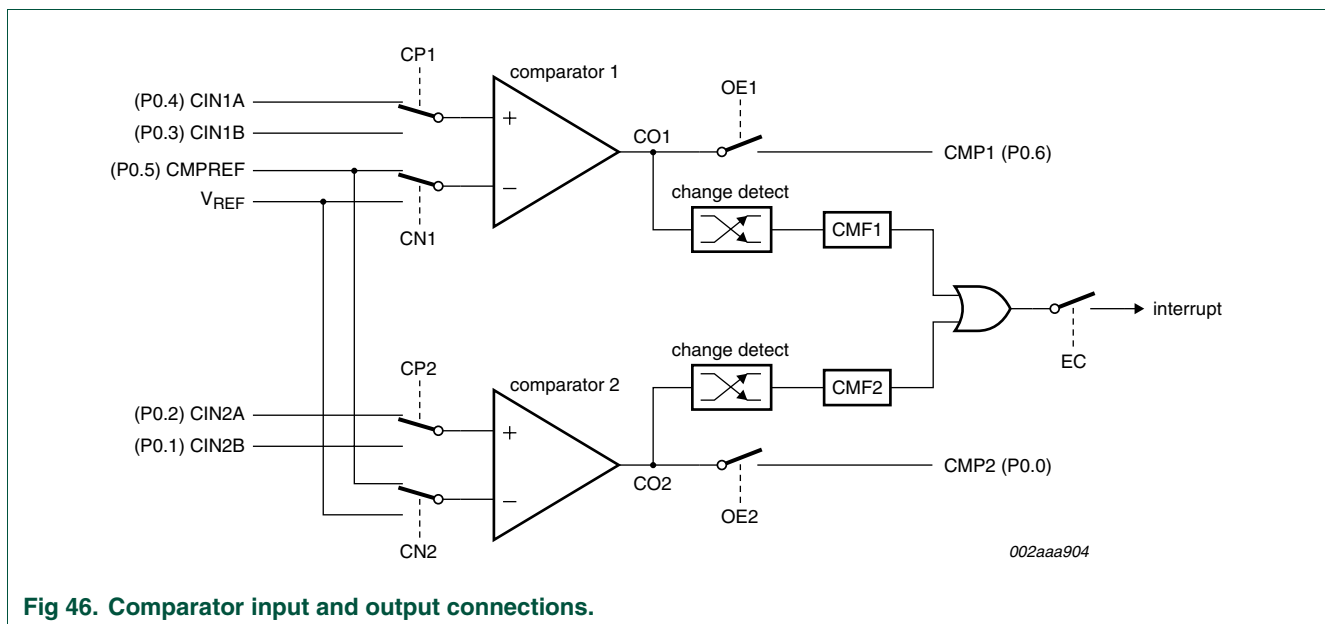 CP1
comparator 1
OE1
(P0.4) CIN1A
+
CO1
CMP1 (P0.6)
(P0.3) CIN1B
(P0.5) CMPREF
−
change detect
VREF
CN1
CMF1
interrupt
EC
change detect
CP2
comparator 2
CMF2
(P0.2) CIN2A
+
(P0.1) CIN2B
CMP2 (P0.0)
CO2
−
OE2
CN2
002aaa904
Fig 46. Comparator input and output connections.